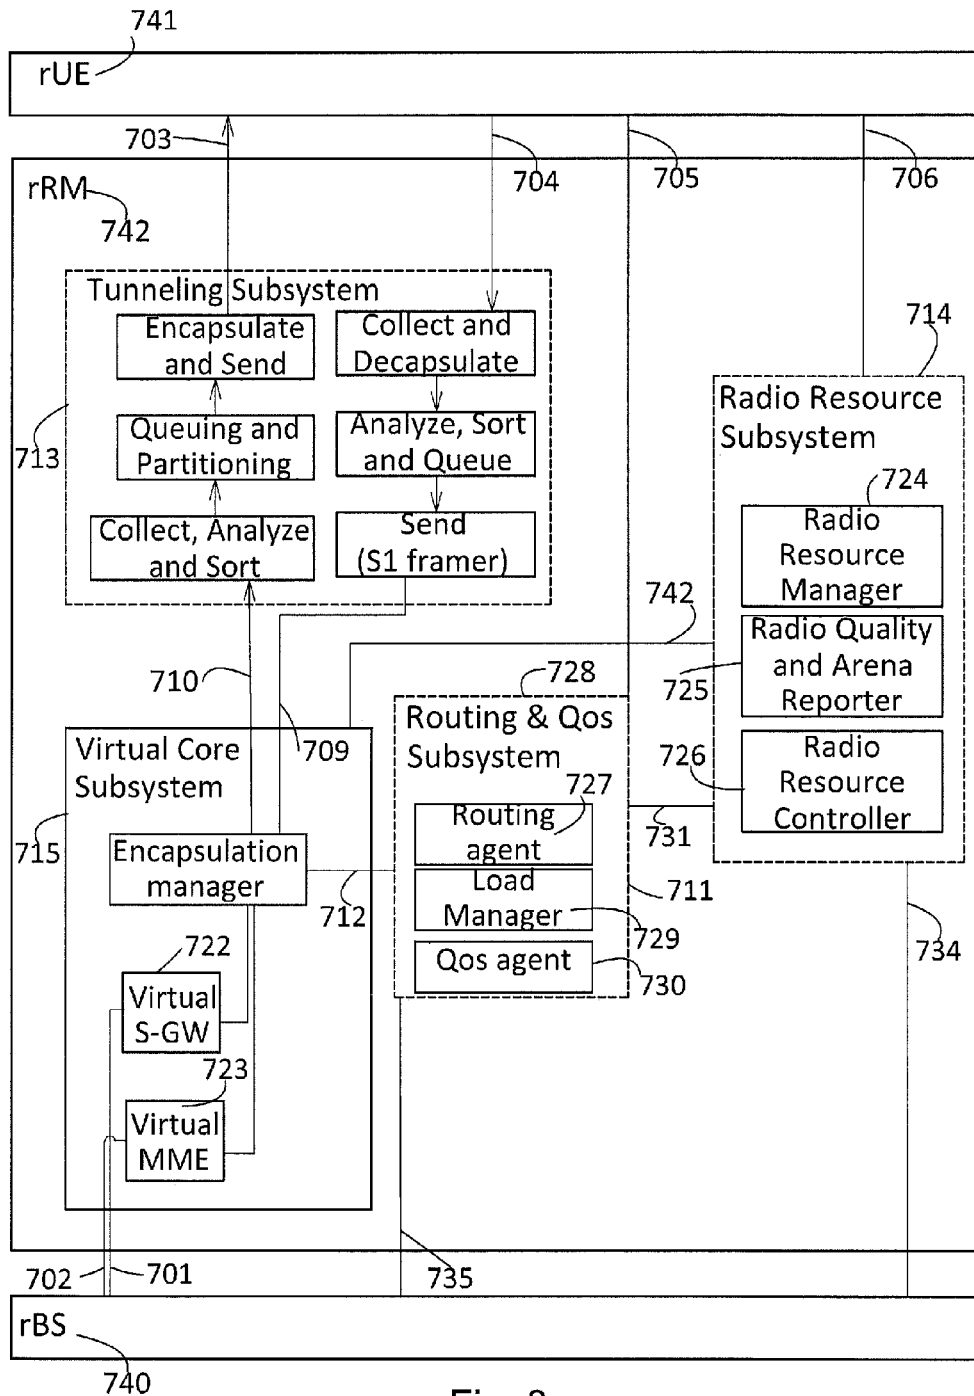 741
rUE
703
704
705
706
rRM
742
Tunneling Subsystem
Encapsulate
and Send
Collect and
Decapsulate
714
Radio Resource
Subsystem
Queuing and
Partitioning
Analyze, Sort
and Queue
713
724
Radio
Resource
Manager
Collect, Analyze
and Sort
Send
(S1 framer)
742
Radio Quality
and Arena
Reporter
725
710
728
709
Virtual Core
Subsystem
Routing & Qos
Subsystem
726
Radio
Resource
Controller
727
715
Encapsulation
manager
Routing
agent
731
712
Load
Manager
711
729
722
Qos agent
730
734
Virtual
S-GW
723
Virtual
MME
702
701
735
rBS
740